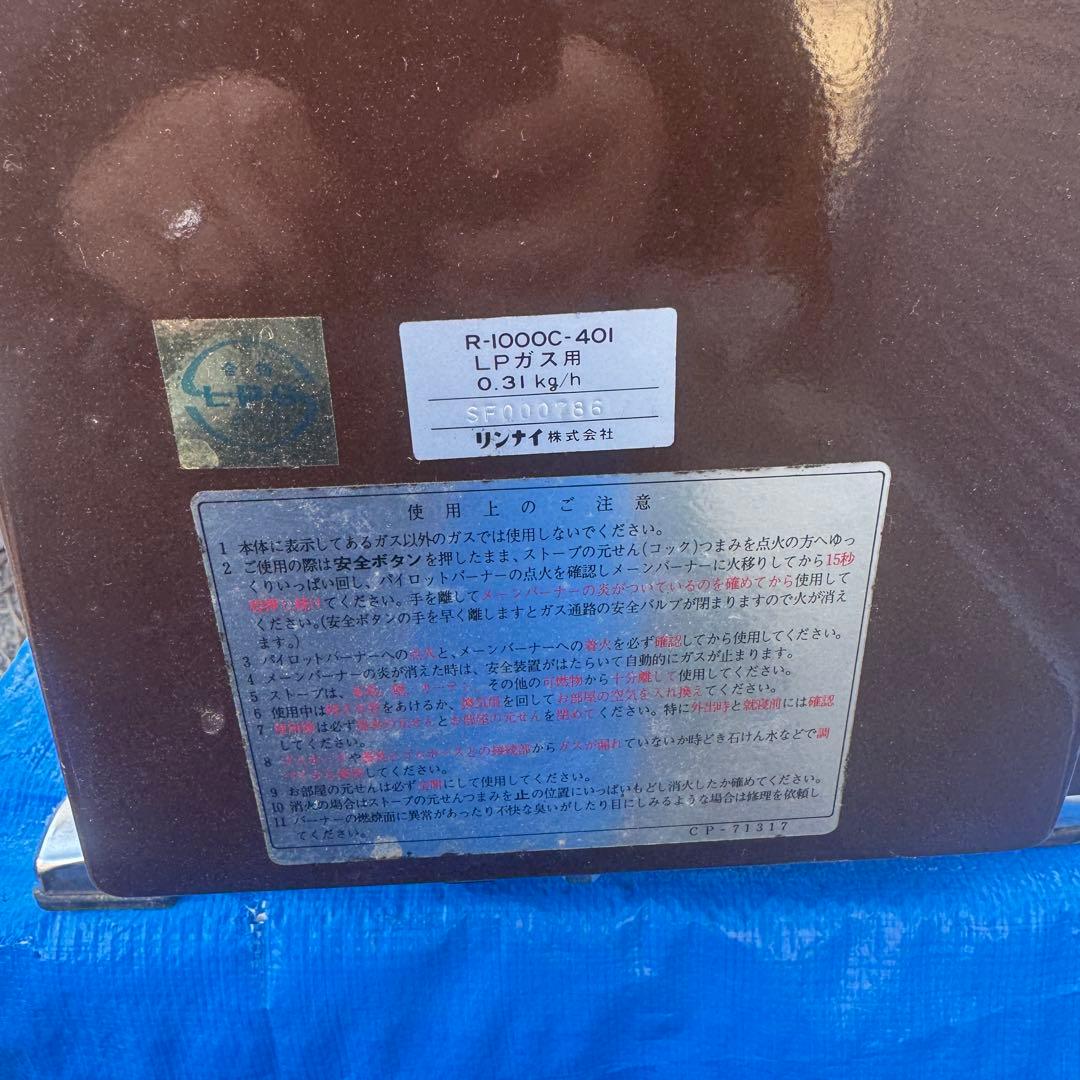 R-1000C-401
LPガス用
0.31 kg/h
SF000786
リンナイ株式会社
使用上のご注意
1 本体に表示してあるガス以外のガスでは使用しないでください。
2 ご使用の際は安全ボタンを押したまま、ストーブの元せん(コック)つまみを点火の方へゆっ
くりいっぱい回し、パイロットバーナーの点火を確認しメーンバーナーに火移りしてから15秒
てください。手を離してメーンバーナーの炎がついているのを確めてから使用して
ください。(安全ボタンの手を早く離しますとガス通路の安全バルブが閉まりますので火が消え
ます。)
3 パイロットバーナーへの点火と、メーンバーナーへの着火を必ず確認してから使用してください。
4 メーンバーナーの炎が消えた時は、安全装置がはたらいて自動的にガスが止まります。
5 ストーブは、その他の可燃物から十分離して使用してください。
6 使用中は をあけるか、換気扇を回してお部屋の空気を入れ換えてください。
7 は必ず の元せんとお部屋の元せんを閉めてください。特に外出時と就寝前には確認
してください。
8 や ゴムホースとの接続部からガスが漏れていないか時どき石けん水などで調
してください。
9 お部屋の元せんは必ず全開にして使用してください。
10 消火の場合はストーブの元せんつまみを止の位置にいっぱいもどし消火したか確めてください。
11 バーナーの燃焼面に異常があったり不快な臭いがしたり目にしみるような場合は修理を依頼し
てください。
CP-71317